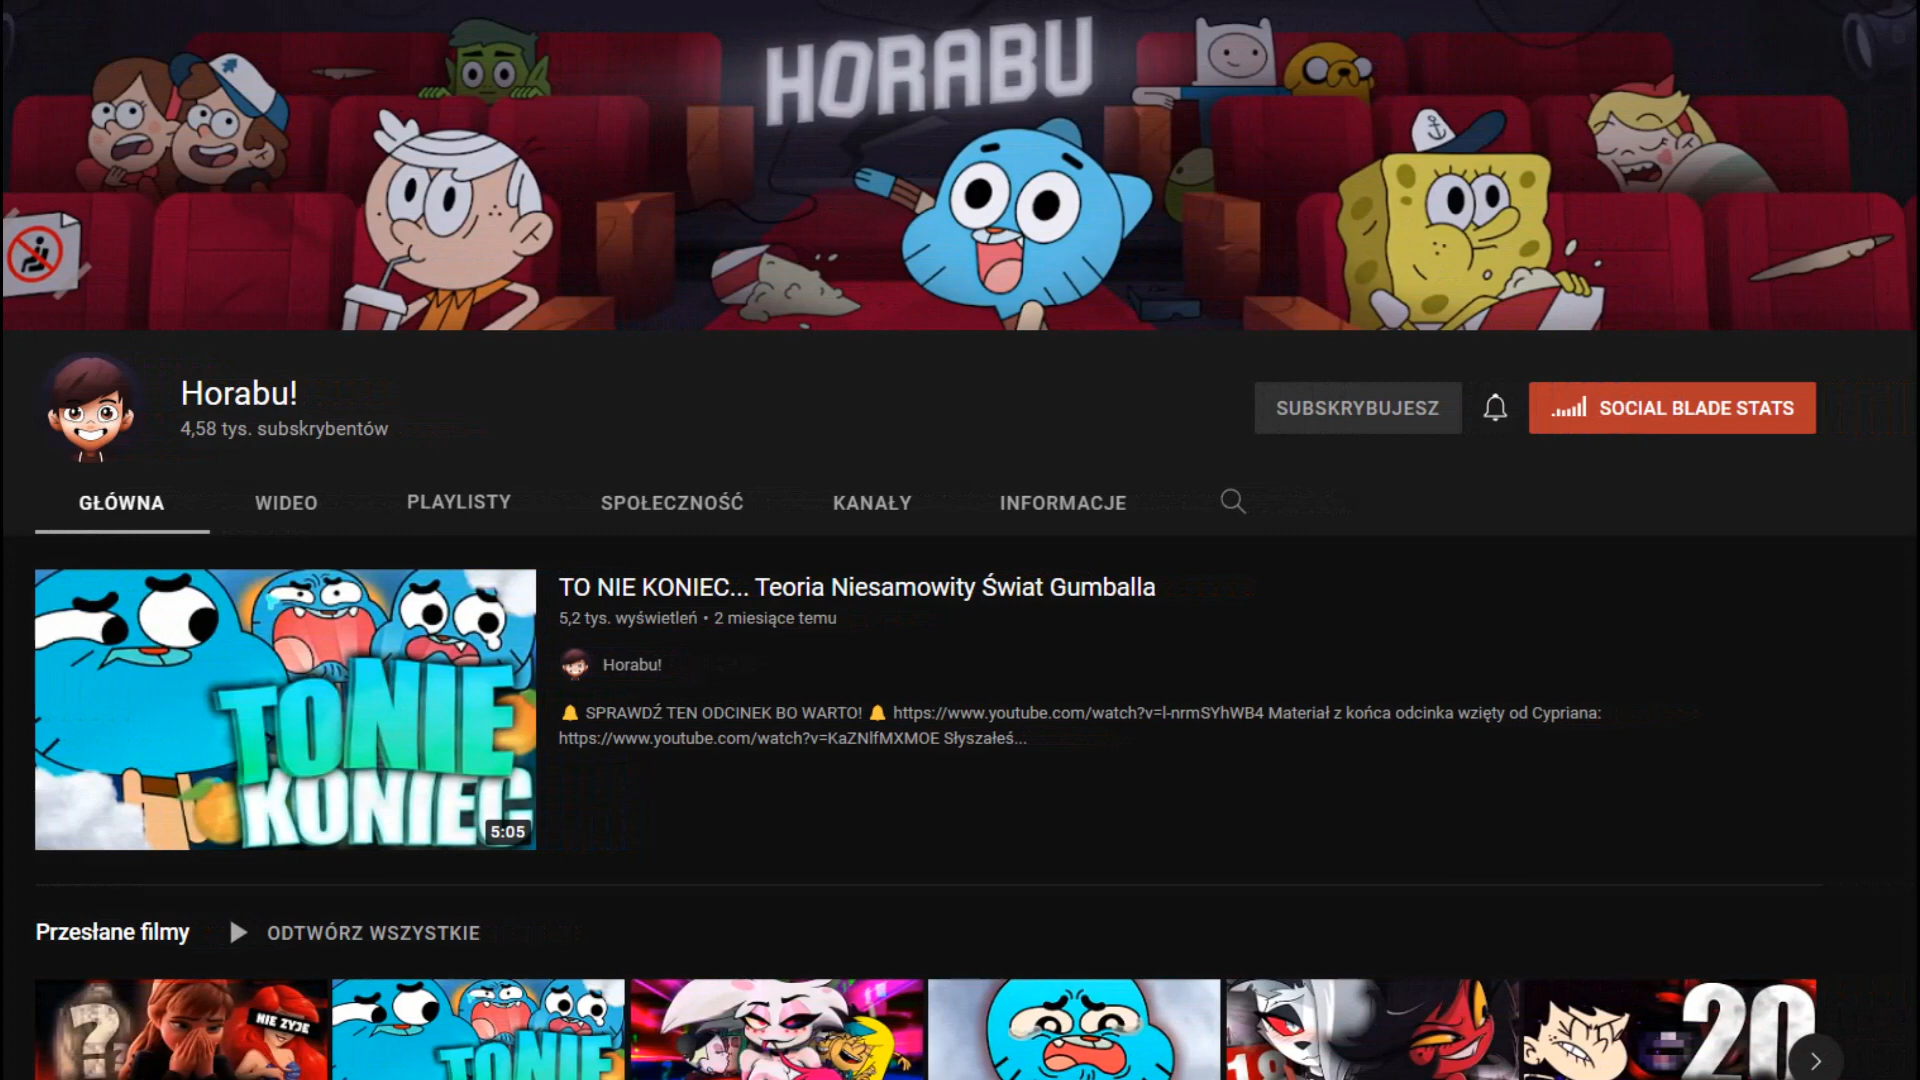 HORABU
Horabu!
4,58 tys. subskrybentów
SUBSKRYBUJESZ
SOCIAL BLADE STATS
GŁÓWNA
WIDEO
PLAYLISTY
SPOŁECZNOŚĆ
KANAŁY
INFORMACJE
TO NIE
KONIEC
5:05
TO NIE KONIEC... Teoria Niesamowity Świat Gumballa
5,2 tys. wyświetleń • 2 miesiące temu
Horabu!
🔔 SPRAWDŹ TEN ODCINEK BO WARTO! 🔔 https://www.youtube.com/watch?v=l-nrmSYhWB4 Materiał z końca odcinka wzięty od Cypriana:
https://www.youtube.com/watch?v=KaZNlfMXMOE Słyszałeś...
Przesłane filmy
ODTWÓRZ WSZYSTKIE
?
NIE ŻYJE
TO NIE
18
20